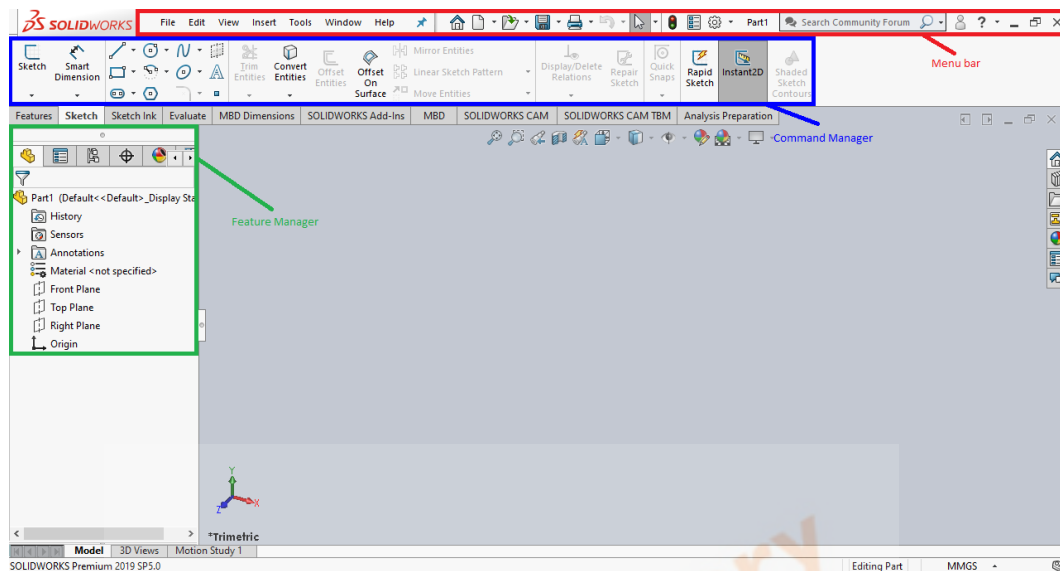 SOLIDWORKS File Edit View Insert Tools Window Help Part1 Search Community Forum ?
Menu bar
Sketch Smart Dimension Trim Entities Convert Entities Offset Entities Offset On Surface Mirror Entities Linear Sketch Pattern Move Entities Display/Delete Relations Repair Sketch Quick Snaps Rapid Sketch Instant2D Shaded Sketch Contours
Features Sketch Sketch Ink Evaluate MBD Dimensions SOLIDWORKS Add-Ins MBD SOLIDWORKS CAM SOLIDWORKS CAM TBM Analysis Preparation
Command Manager
Part1 (Default<<Default>_Display Sta
History
Feature Manager
Sensors
Annotations
Material <not specified>
Front Plane
Top Plane
Right Plane
Origin
Y
X
Z
*Trimetric
Model 3D Views Motion Study 1
SOLIDWORKS Premium 2019 SP5.0 Editing Part MMGS